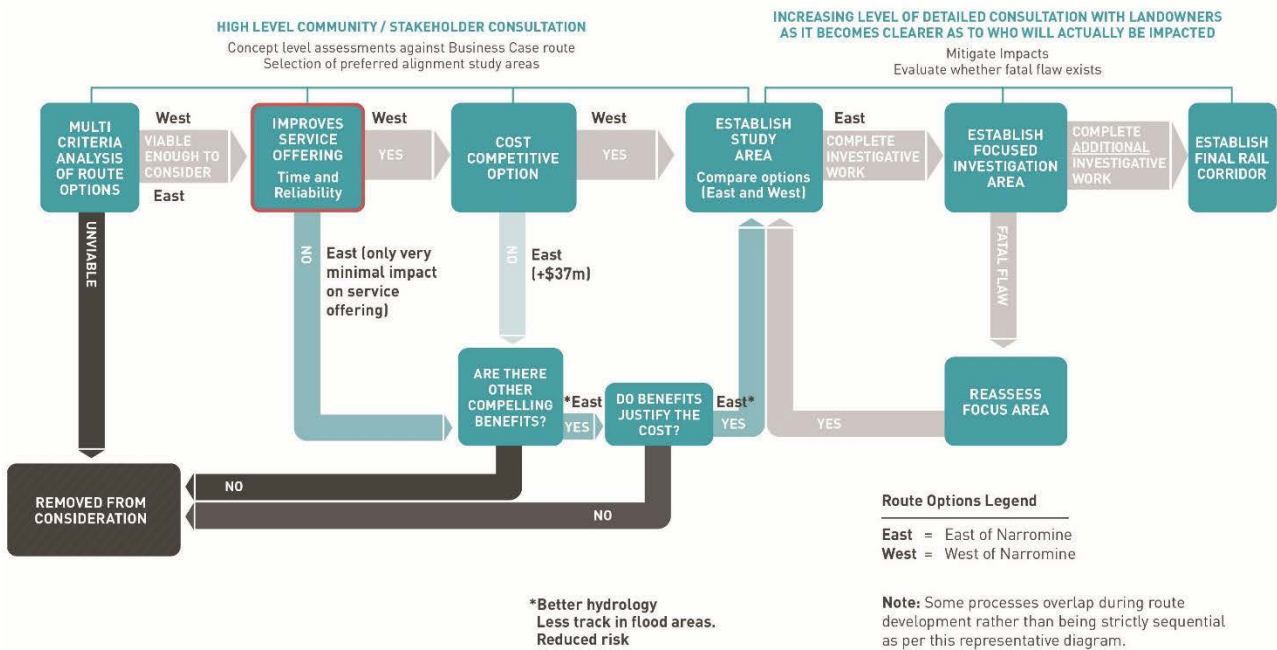 HIGH LEVEL COMMUNITY / STAKEHOLDER CONSULTATION
Concept level assessments against Business Case route
Selection of preferred alignment study areas
INCREASING LEVEL OF DETAILED CONSULTATION WITH LANDOWNERS
AS IT BECOMES CLEARER AS TO WHO WILL ACTUALLY BE IMPACTED
Mitigate Impacts
Evaluate whether fatal flaw exists
MULTI
CRITERIA
ANALYSIS
OF ROUTE
OPTIONS
West
VIABLE
ENOUGH TO
CONSIDER
East
IMPROVES
SERVICE
OFFERING
Time and
Reliability
West
YES
COST
COMPETITIVE
OPTION
West
YES
ESTABLISH
STUDY
AREA
Compare options
(East and West)
East
COMPLETE
INVESTIGATIVE
WORK
ESTABLISH
FOCUSED
INVESTIGATION
AREA
COMPLETE
ADDITIONAL
INVESTIGATIVE
WORK
ESTABLISH
FINAL RAIL
CORRIDOR
UNVIABLE
NO
East (only very
minimal impact
on service
offering)
NO
East
(+$37m)
FATAL FLAW
ARE THERE
OTHER
COMPELLING
BENEFITS?
*East
YES
DO BENEFITS
JUSTIFY THE
COST?
East*
YES
YES
REASSESS
FOCUS AREA
REMOVED FROM
CONSIDERATION
NO
NO
Route Options Legend
East = East of Narromine
West = West of Narromine
*Better hydrology
Less track in flood areas.
Reduced risk
Note: Some processes overlap during route
development rather than being strictly sequential
as per this representative diagram.